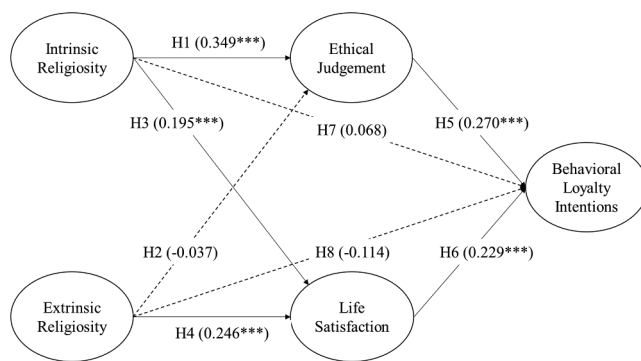 Intrinsic
Religiosity
H1 (0.349***)
Ethical
Judgement
H3 (0.195***)
H7 (0.068)
H5 (0.270***)
Behavioral
Loyalty
Intentions
H2 (-0.037)
H8 (-0.114)
H6 (0.229***)
Extrinsic
Religiosity
H4 (0.246***)
Life
Satisfaction